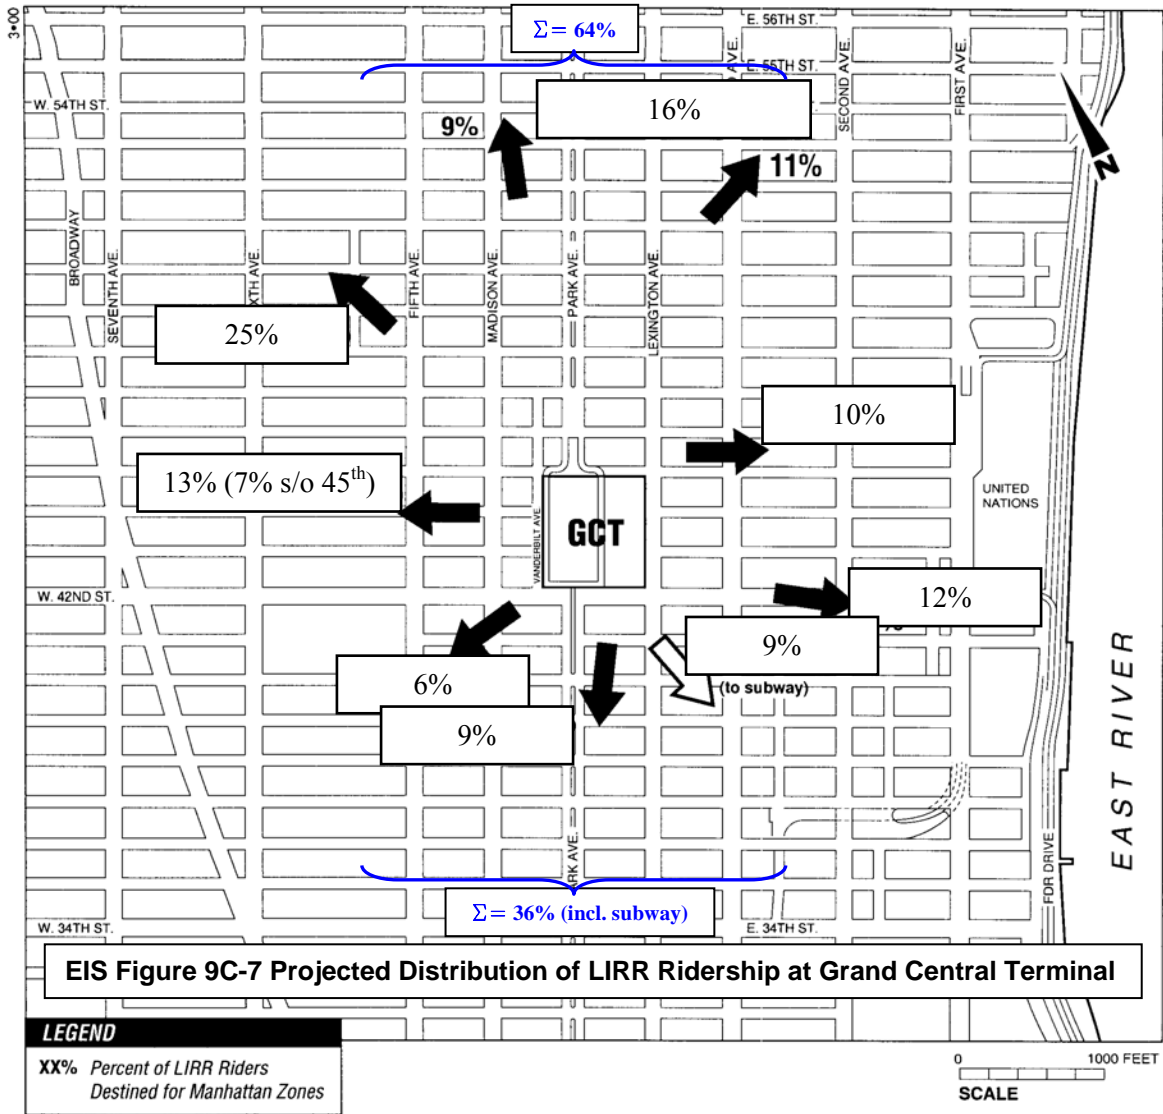 3+00
E. 56TH ST.
Σ = 64%
E. 55TH ST.
AVE.
SECOND AVE.
FIRST AVE.
W. 54TH ST.
16%
9%
11%
N
BROADWAY
SEVENTH AVE.
XTH AVE.
FIFTH AVE.
MADISON AVE.
PARK AVE.
LEXINGTON AVE.
25%
10%
13% (7% s/o 45th)
UNITED
NATIONS
VANDERBILT AVE.
GCT
W. 42ND ST.
12%
9%
6%
(to subway)
9%
EAST RIVER
ARK AVE.
FDR DRIVE
Σ = 36% (incl. subway)
W. 34TH ST.
E. 34TH ST.
EIS Figure 9C-7 Projected Distribution of LIRR Ridership at Grand Central Terminal
LEGEND
XX% Percent of LIRR Riders
Destined for Manhattan Zones
0 1000 FEET
SCALE